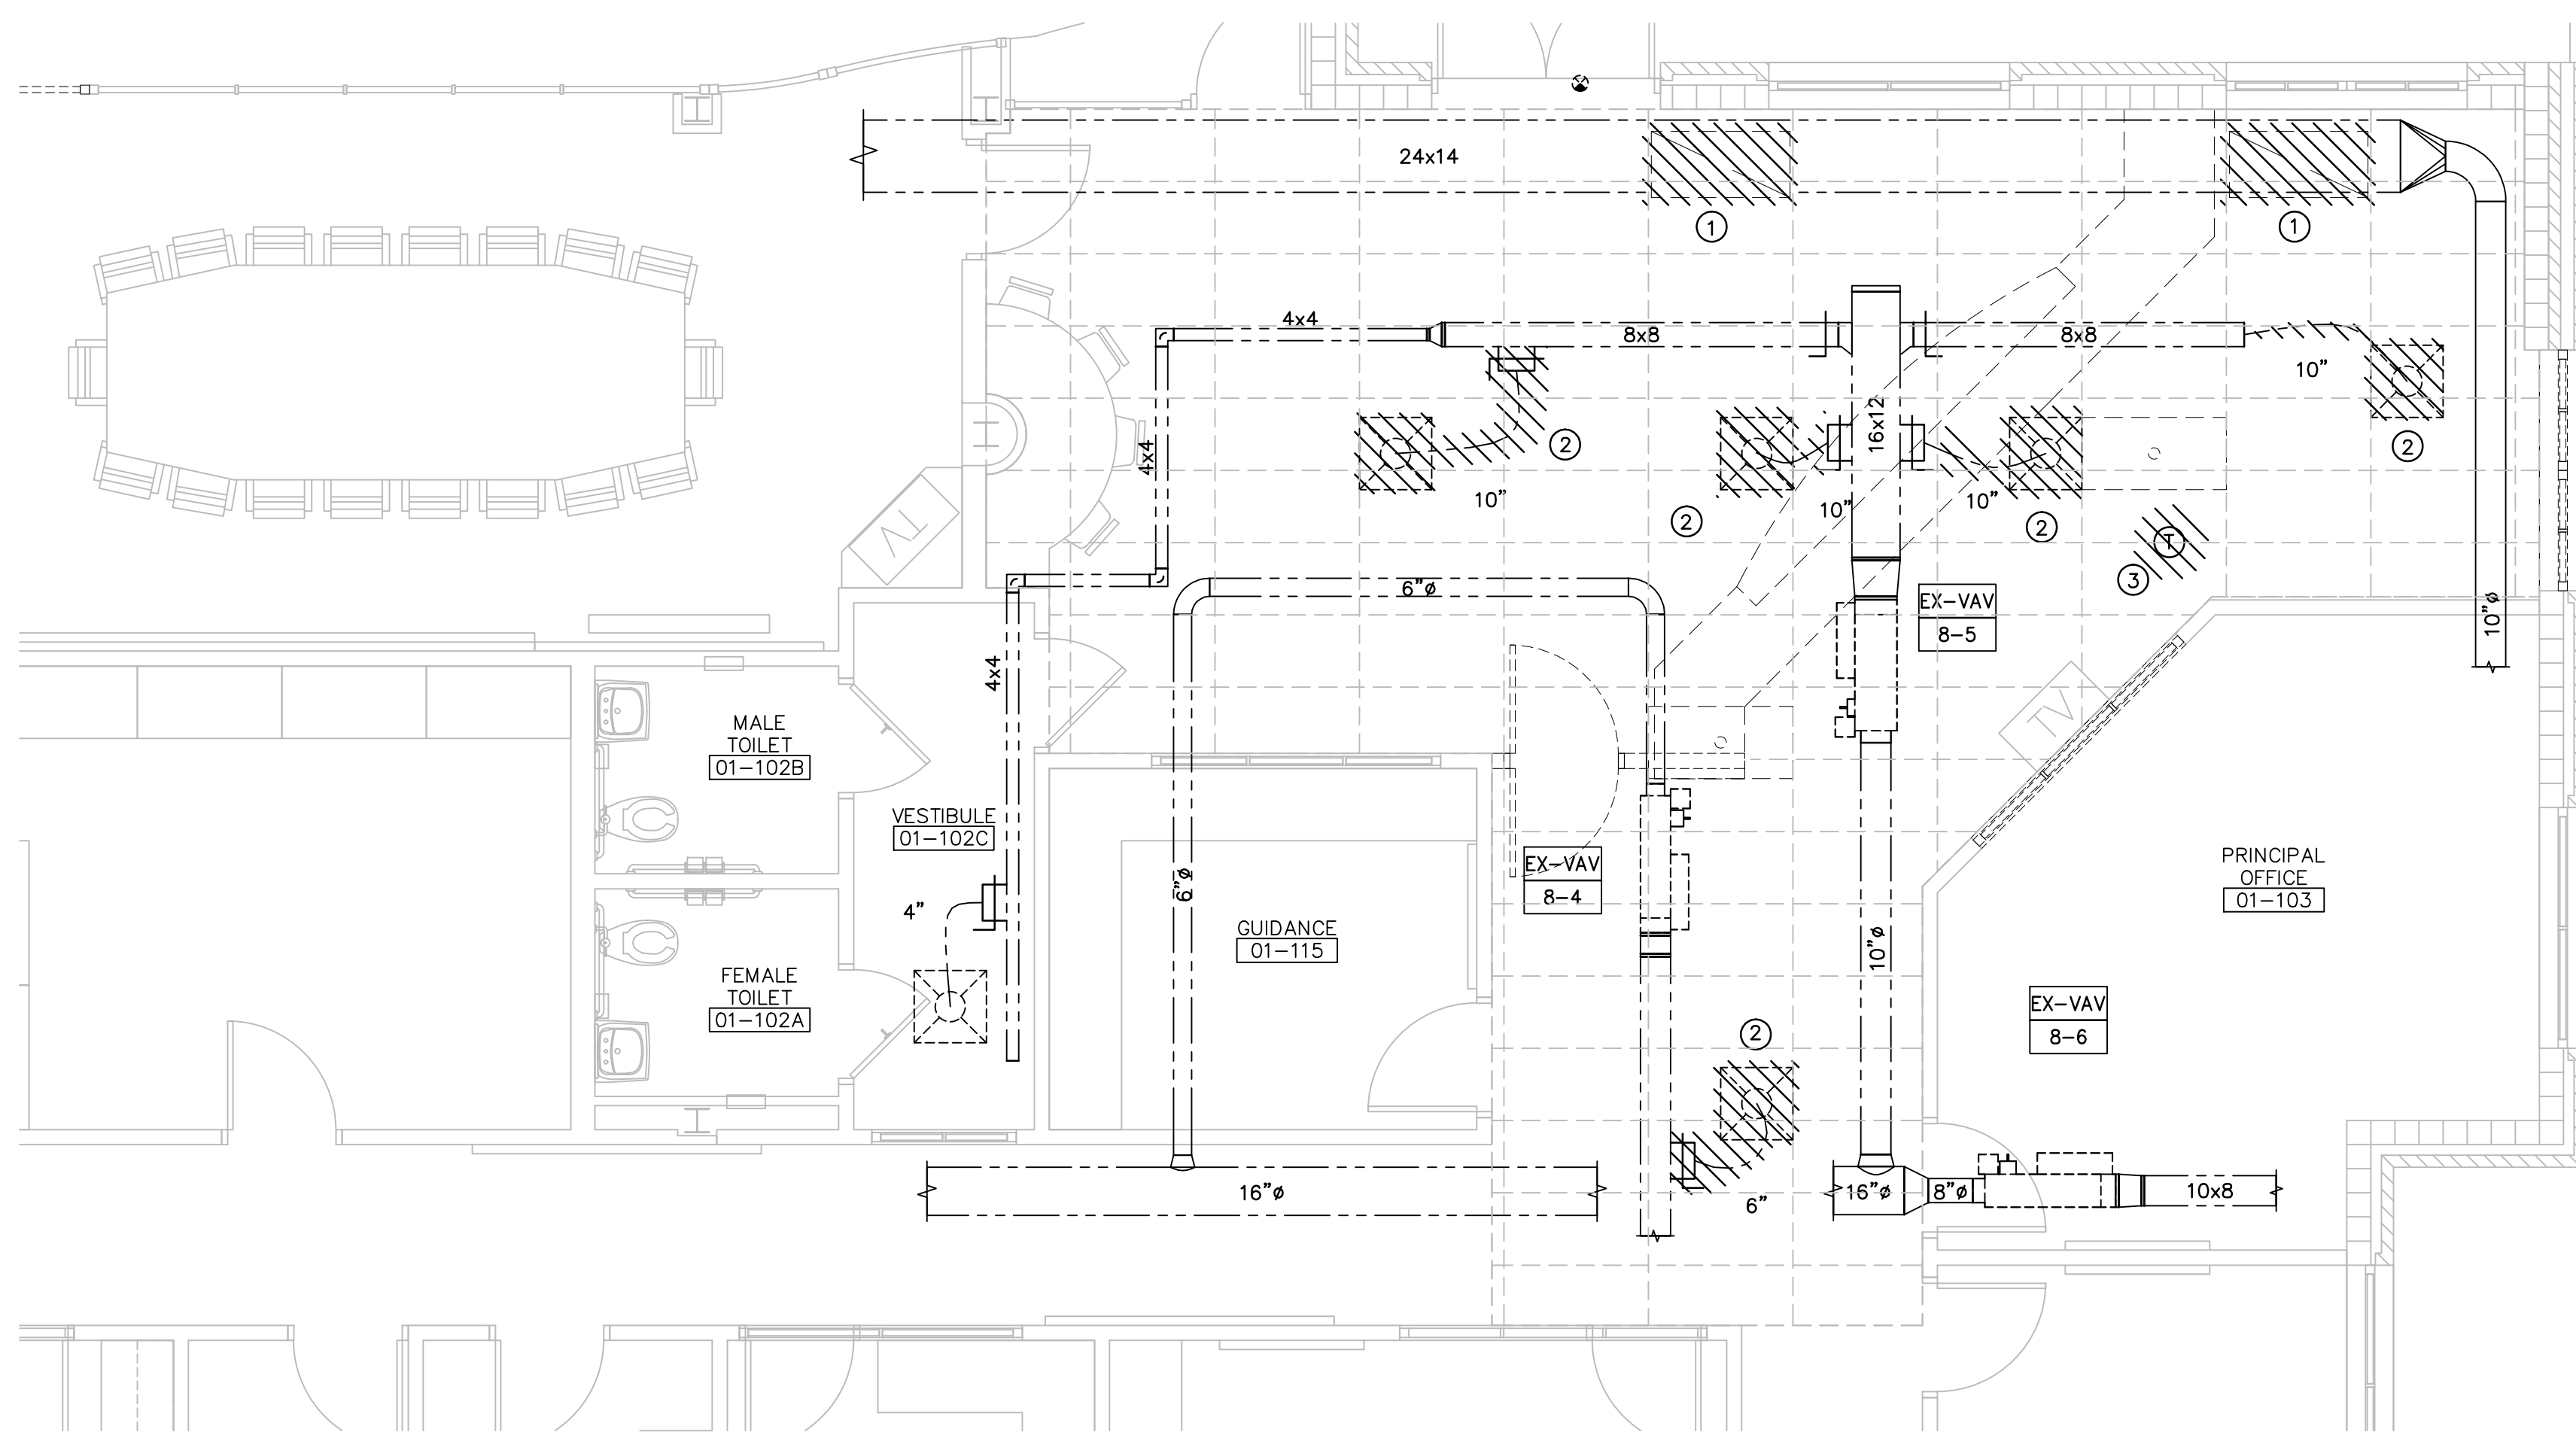 24x14
1
1
4x4
8x8
8x8
10"
2
2
16x12
4x4
10"
2
10"
10"
2
T
3
6"ø
EX-VAV
8-5
10"ø
TV
TV
4x4
MALE
TOILET
01-102B
VESTIBULE
01-102C
6"ø
4"
GUIDANCE
01-115
EX-VAV
8-4
10"ø
PRINCIPAL
OFFICE
01-103
FEMALE
TOILET
01-102A
EX-VAV
8-6
2
16"ø
6"
16"ø
8"ø
10x8